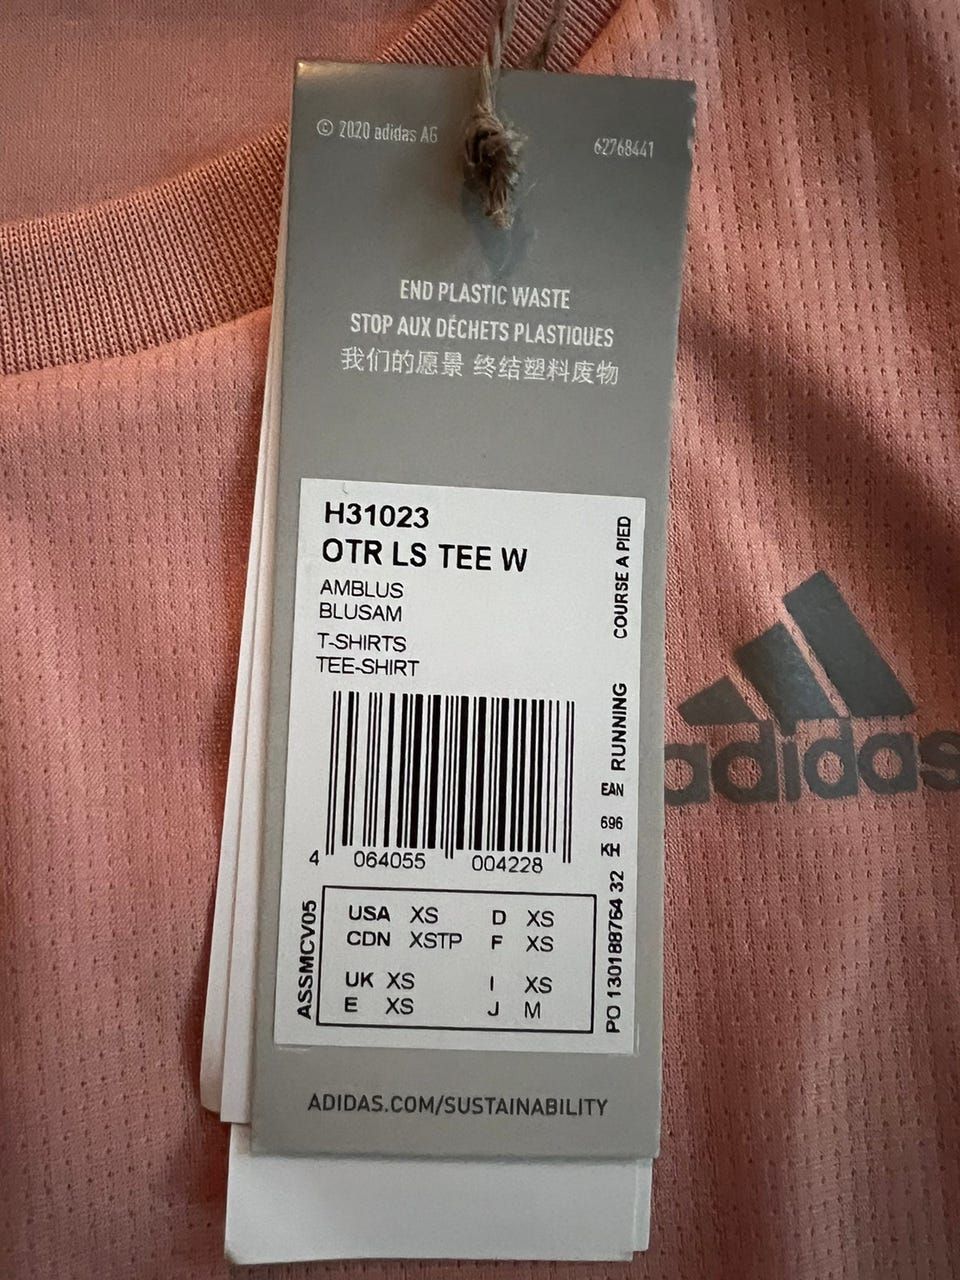 © 2020 adidas AG
62768441
END PLASTIC WASTE
STOP AUX DÉCHETS PLASTIQUES
我们的愿景 终结塑料废物
H31023
OTR LS TEE W
AMBLUS
BLUSAM
T-SHIRTS
TEE-SHIRT
4 064055 004228
USA XS D XS
CDN XSTP F XS
UK XS I XS
E XS J M
ASSMCV05
PO 130188764 32 KH 696 EAN RUNNING COURSE A PIED
ADIDAS.COM/SUSTAINABILITY
adidas